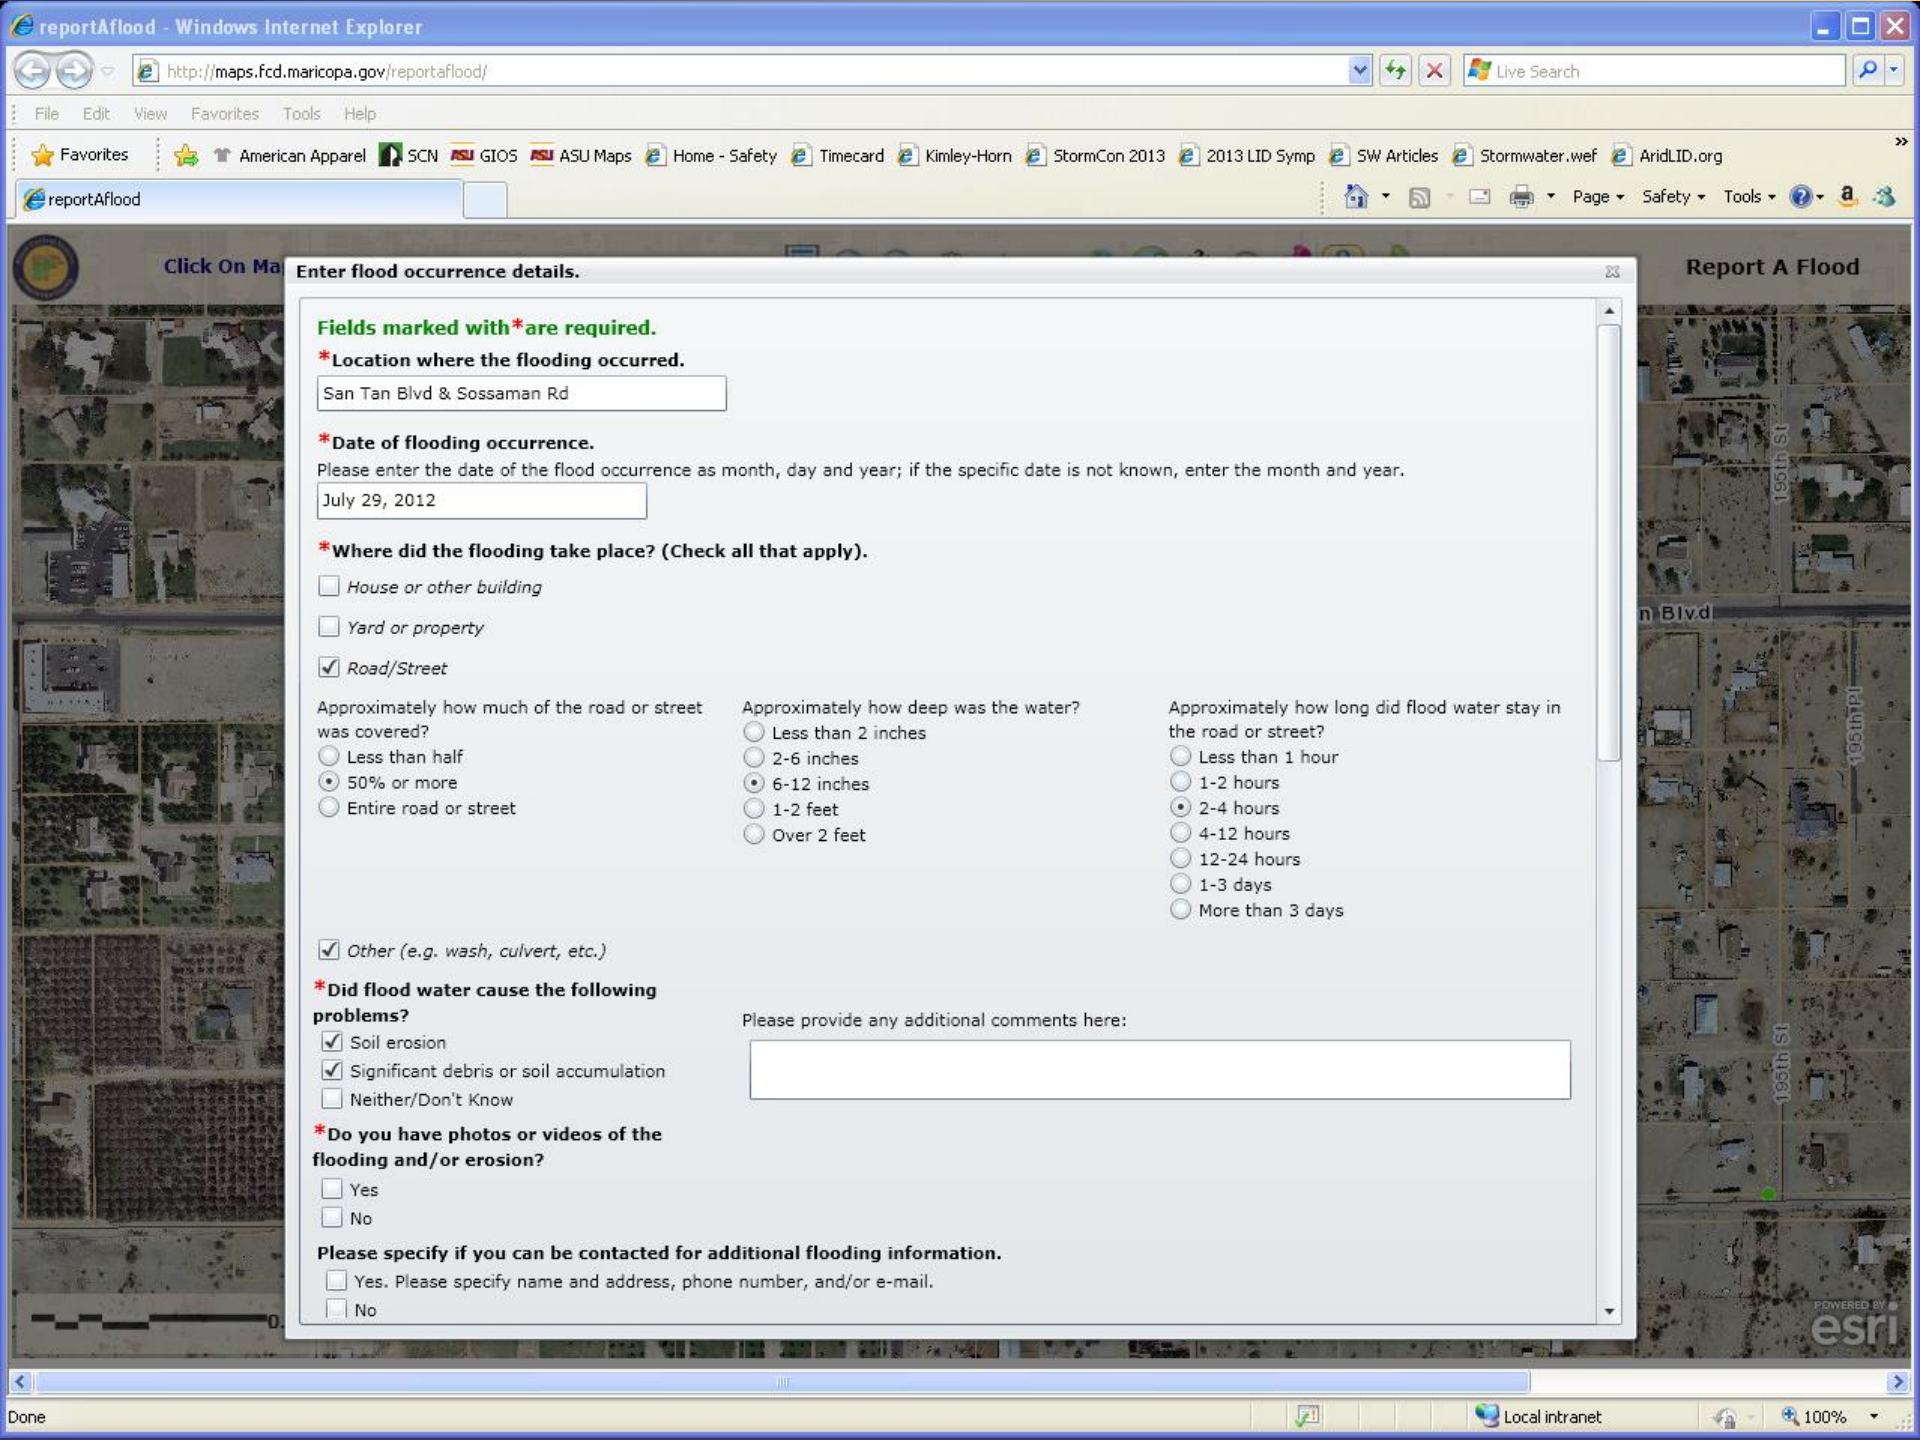 reportAflood - Windows Internet Explorer
http://maps.fcd.maricopa.gov/reportaflood/
Live Search
File Edit View Favorites Tools Help
Favorites American Apparel SCN ASU GIOS ASU ASU Maps Home - Safety Timecard Kimley-Horn StormCon 2013 2013 LID Symp SW Articles Stormwater.wef AridLID.org
reportAflood
Page Safety Tools
Click On Ma
Report A Flood
Enter flood occurrence details.
Fields marked with*are required.
*Location where the flooding occurred.
San Tan Blvd & Sossaman Rd
*Date of flooding occurrence.
Please enter the date of the flood occurrence as month, day and year; if the specific date is not known, enter the month and year.
July 29, 2012
*Where did the flooding take place? (Check all that apply).
House or other building
Yard or property
Road/Street
Approximately how much of the road or street
was covered?
Less than half
50% or more
Entire road or street
Approximately how deep was the water?
Less than 2 inches
2-6 inches
6-12 inches
1-2 feet
Over 2 feet
Approximately how long did flood water stay in
the road or street?
Less than 1 hour
1-2 hours
2-4 hours
4-12 hours
12-24 hours
1-3 days
More than 3 days
Other (e.g. wash, culvert, etc.)
*Did flood water cause the following
problems?
Soil erosion
Significant debris or soil accumulation
Neither/Don't Know
Please provide any additional comments here:
*Do you have photos or videos of the
flooding and/or erosion?
Yes
No
Please specify if you can be contacted for additional flooding information.
Yes. Please specify name and address, phone number, and/or e-mail.
No
195th St
n Blvd
195th Pl
195th St
0.
POWERED BY
esri
Done
Local intranet
100%